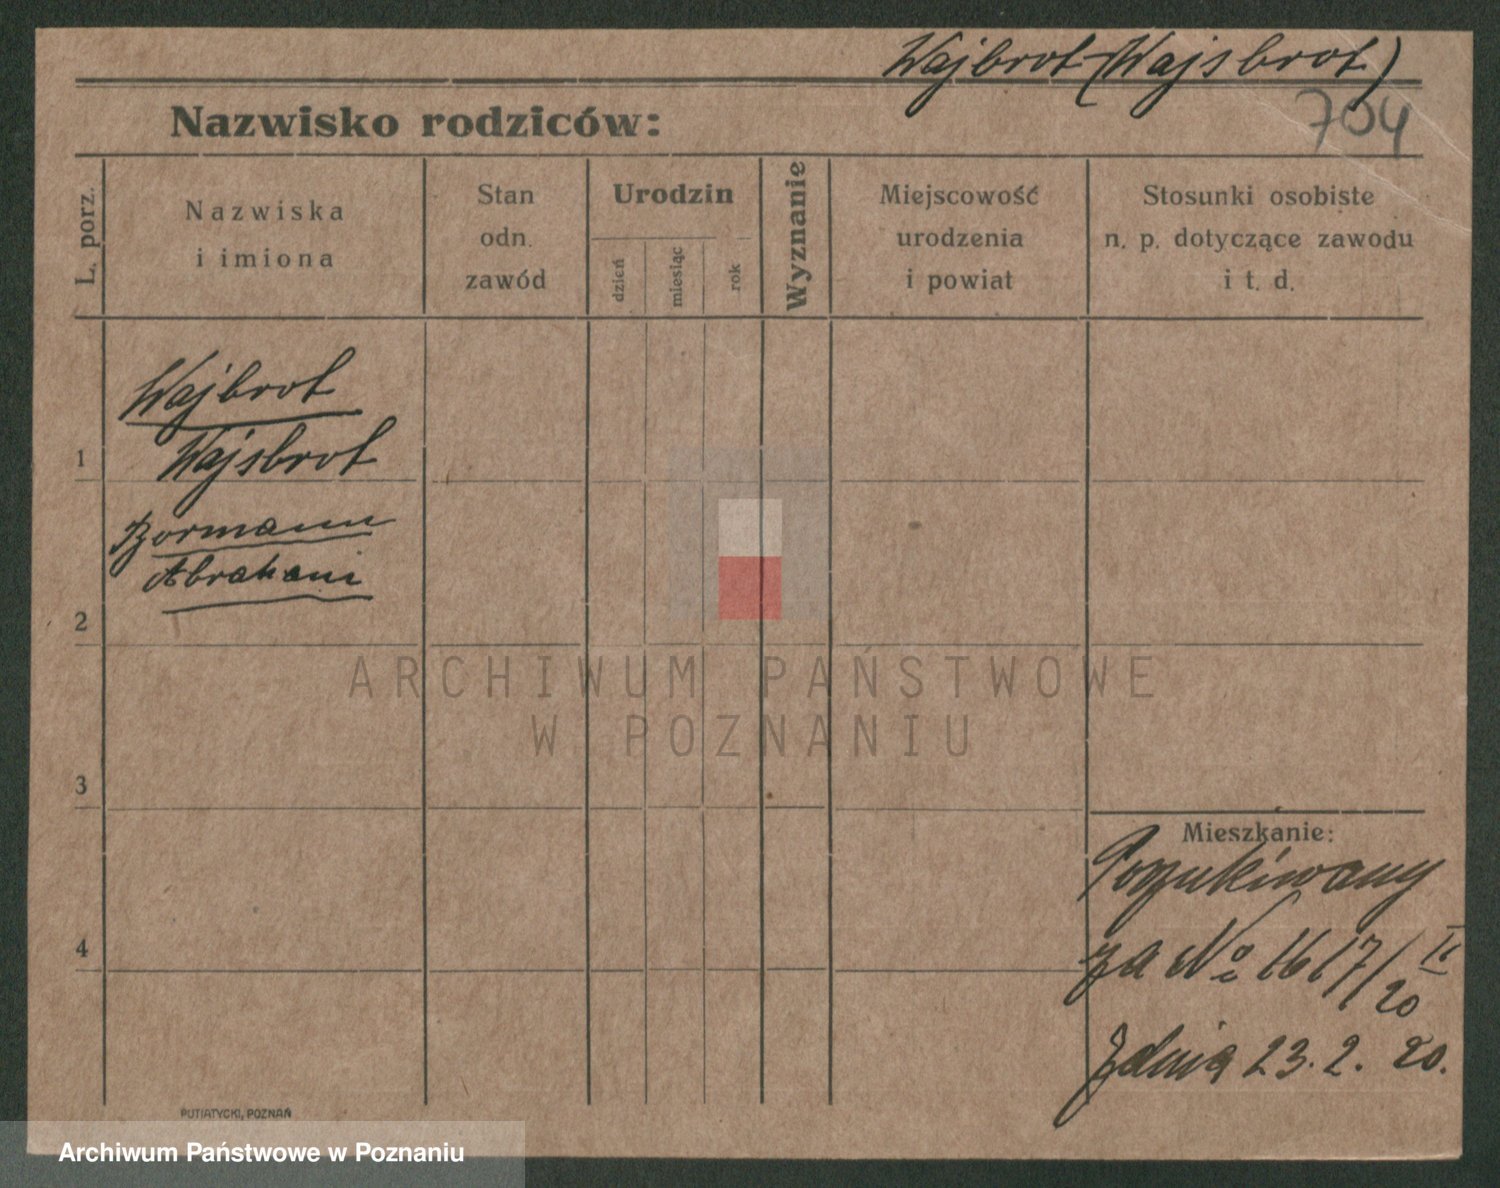 Wajbrot (Wajsbrot)
704
Nazwisko rodziców:
L. porz.
Nazwiska
i imiona
Stan
odn.
zawód
Urodzin
dzień
miesiąc
rok
Wyznanie
Miejscowość
urodzenia
i powiat
Stosunki osobiste
n. p. dotyczące zawodu
i t. d.
Wajbrot
1 Wajsbrot
Bormann
Abraham
2
3
4
ARCHIWUM PAŃSTWOWE
W POZNANIU
Mieszkanie:
Poszukiwany
za No 1617/20 II
Z dnia 23.2.20.
PUTIATYCKI, POZNAŃ
Archiwum Państwowe w Poznaniu